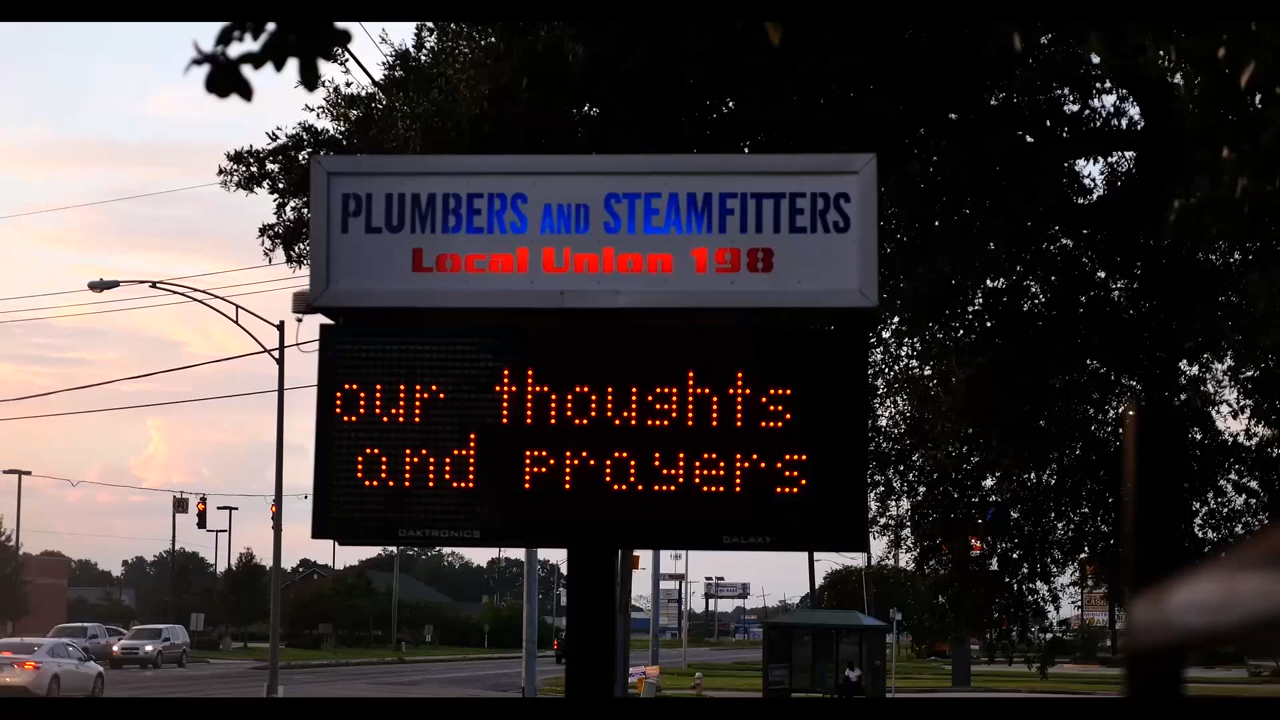 PLUMBERS AND STEAMFITTERS
Local Union 198
our thoughts
and prayers
DAKTRONICS
GALAXY